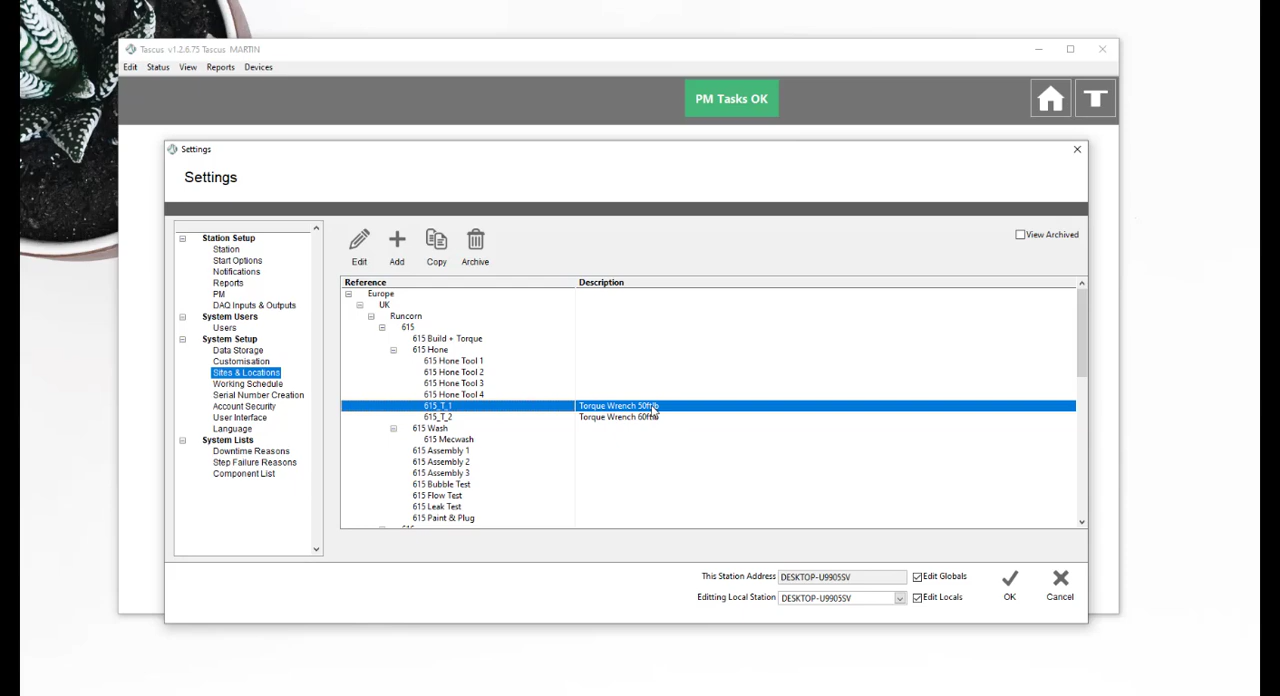 Tascus v1.2.6.75 Tascus MARTIN
Edit Status View Reports Devices
PM Tasks OK
Settings
Settings
Station Setup
Station
Start Options
Notifications
Reports
PM
DAQ Inputs & Outputs
System Users
Users
System Setup
Data Storage
Customisation
Sites & Locations
Working Schedule
Serial Number Creation
Account Security
User Interface
Language
System Lists
Downtime Reasons
Step Failure Reasons
Component List
Edit Add Copy Archive
View Archived
Reference Description
Europe
UK
Runcorn
615
615 Build + Torque
615 Hone
615 Hone Tool 1
615 Hone Tool 2
615 Hone Tool 3
615 Hone Tool 4
615_T_1 Torque Wrench
615_T_2 Torque Wrench
615 Wash
615 Mecwash
615 Assembly 1
615 Assembly 2
615 Assembly 3
615 Bubble Test
615 Flow Test
615 Leak Test
615 Paint & Plug
This Station Address DESKTOP-U9905SV Edit Globals
Editting Local Station DESKTOP-U9905SV Edit Locals
OK Cancel